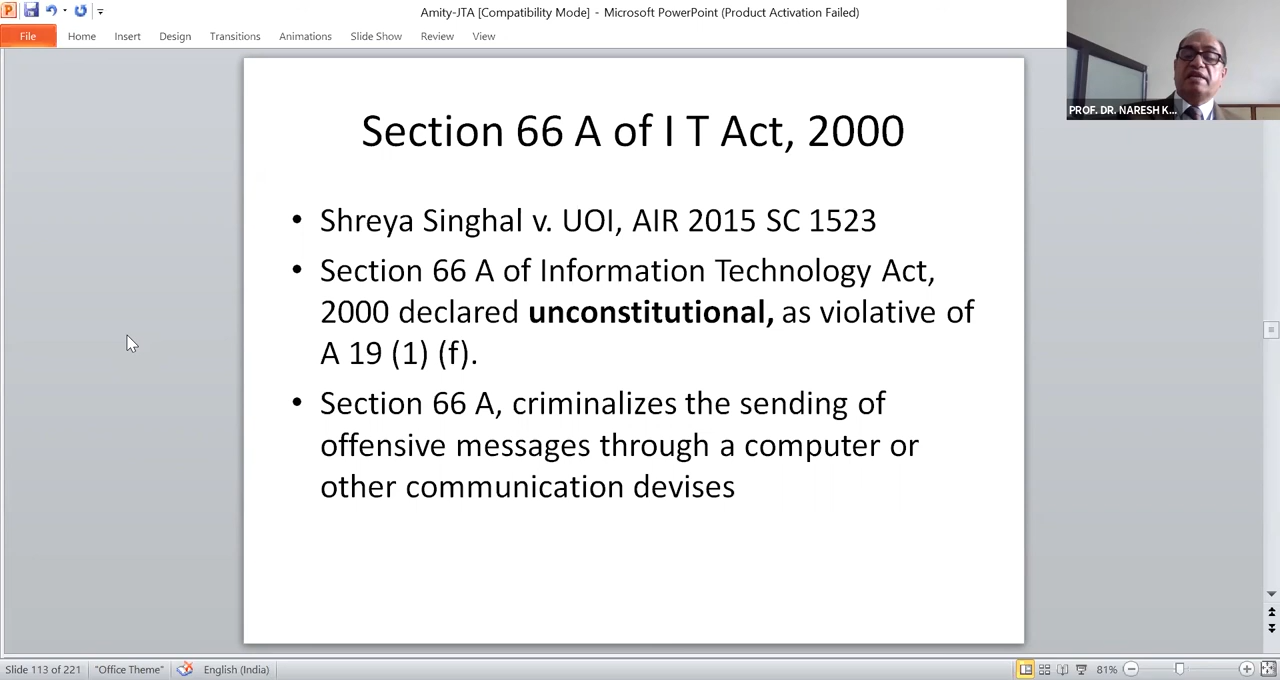 Amity-JTA [Compatibility Mode] - Microsoft PowerPoint (Product Activation Failed)
File Home Insert Design Transitions Animations Slide Show Review View
PROF. DR. NARESH K...
Section 66 A of I T Act, 2000
• Shreya Singhal v. UOI, AIR 2015 SC 1523
• Section 66 A of Information Technology Act,
2000 declared unconstitutional, as violative of
A 19 (1) (f).
• Section 66 A, criminalizes the sending of
offensive messages through a computer or
other communication devises
Slide 113 of 221 "Office Theme" English (India) 81%